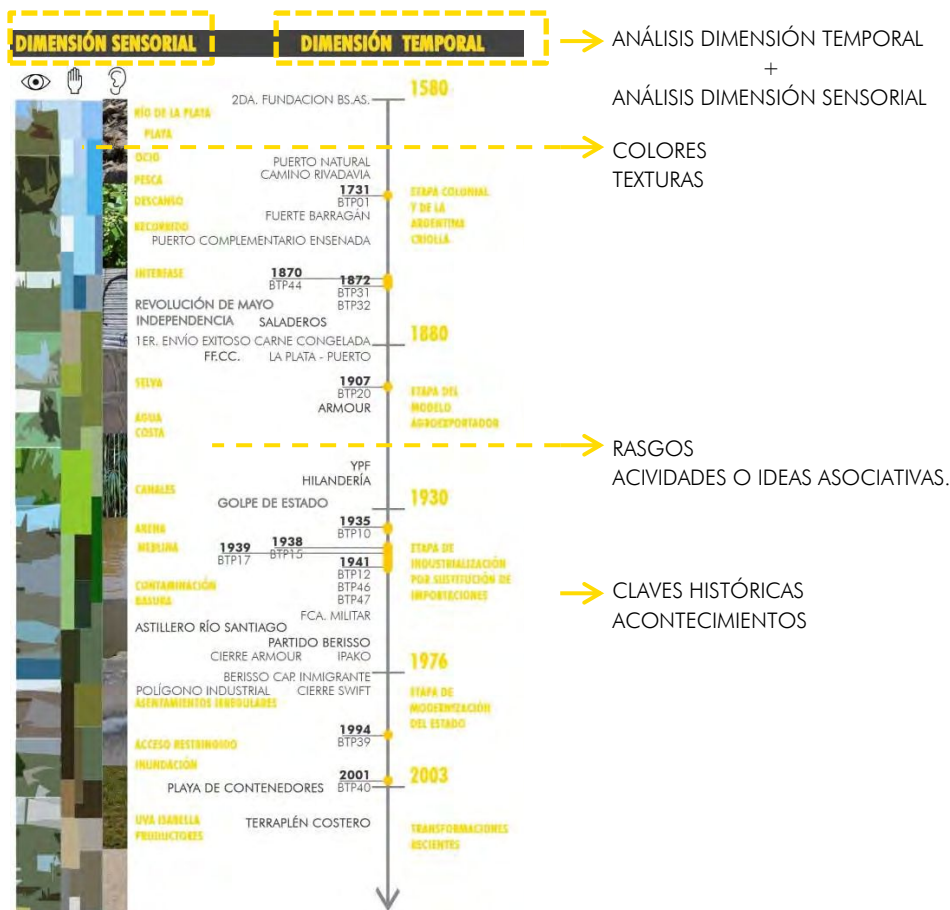 DIMENSIÓN SENSORIAL
DIMENSIÓN TEMPORAL
ANÁLISIS DIMENSIÓN TEMPORAL
+
ANÁLISIS DIMENSIÓN SENSORIAL
1580
2DA. FUNDACION BS.AS.
RÍO DE LA PLATA
PLAYA
OCIO
PESCA
DESCANSO
RECORRIDO
COLORES
TEXTURAS
PUERTO NATURAL
CAMINO RIVADAVIA
1731
BTP01
FUERTE BARRAGÁN
PUERTO COMPLEMENTARIO ENSENADA
ETAPA COLONIAL
Y DE LA
ARGENTINA
CRIOLLA
INTERFASE
1870
BTP44
1872
BTP31
BTP32
REVOLUCIÓN DE MAYO
INDEPENDENCIA
SALADEROS
1880
1ER. ENVÍO EXITOSO CARNE CONGELADA
FF.CC.
LA PLATA - PUERTO
SELVA
1907
BTP20
ARMOUR
ETAPA DEL
MODELO
AGROEXPORTADOR
AGUA
COSTA
RASGOS
ACIVIDADES O IDEAS ASOCIATIVAS.
YPF
HILANDERÍA
CANALES
1930
GOLPE DE ESTADO
ARENA
NEBLINA
1935
BTP10
1938
BTP15
1939
BTP17
1941
BTP12
BTP46
BTP47
ETAPA DE
INDUSTRIALIZACIÓN
POR SUSTITUCIÓN DE
IMPORTACIONES
CONTAMINACIÓN
BASURA
CLAVES HISTÓRICAS
ACONTECIMIENTOS
FCA. MILITAR
ASTILLERO RÍO SANTIAGO
PARTIDO BERISSO
CIERRE ARMOUR
IPAKO
1976
BERISSO CAP. INMIGRANTE
POLÍGONO INDUSTRIAL
CIERRE SWIFT
ASENTAMIENTOS IRREGULARES
ETAPA DE
MODERNIZACIÓN
DEL ESTADO
1994
BTP39
ACCESO RESTRINGIDO
INUNDACIÓN
2001
BTP40
2003
PLAYA DE CONTENEDORES
UVA ISABELLA
PRODUCTORES
TERRAPLÉN COSTERO
TRANSFORMACIONES
RECIENTES